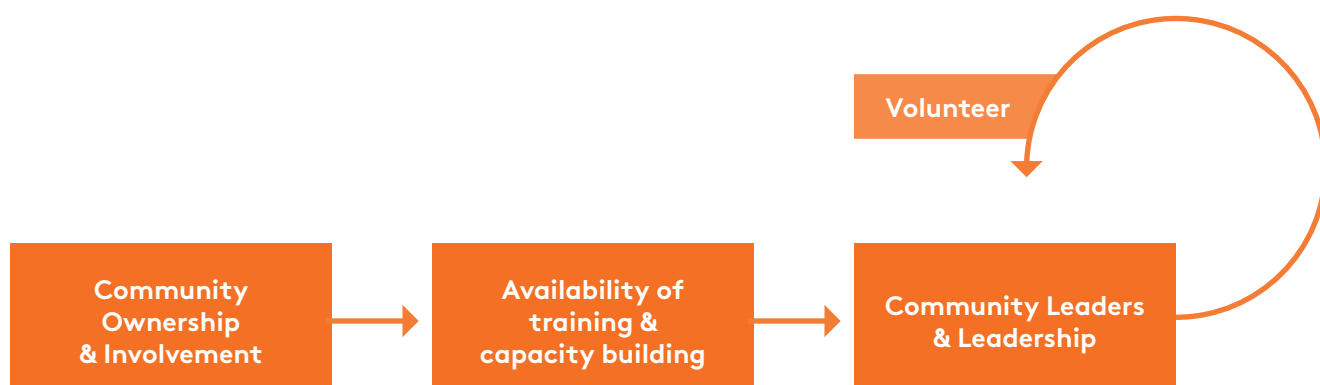 Volunteer
Community
Ownership
& Involvement
Availability of
training &
capacity building
Community Leaders
& Leadership